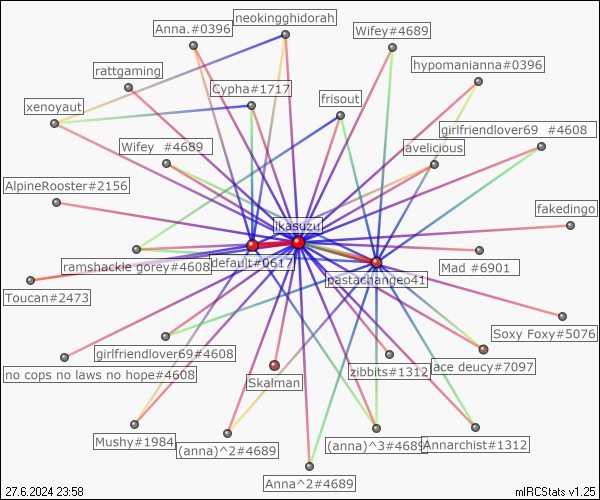 neokingghidorah
Anna.#0396
Wifey#4689
rattgaming
hypomanianna#0396
Cypha#1717
frisout
xenoyaut
girlfriendlover69 #4608
Wifey #4689
avelicious
AlpineRooster#2156
fakedingo
ikasuzu
default#0617
ramshackle gorey#4608
Mad #6901
pastachangeo41
Toucan#2473
Soxy Foxy#5076
girlfriendlover69#4608
no cops no laws no hope#4608
zibbits#1312
ace deucy#7097
Skalman
Mushy#1984
(anna)^2#4689
(anna)^3#4689
Annarchist#1312
Anna^2#4689
27.6.2024 23:58
mIRCStats v1.25